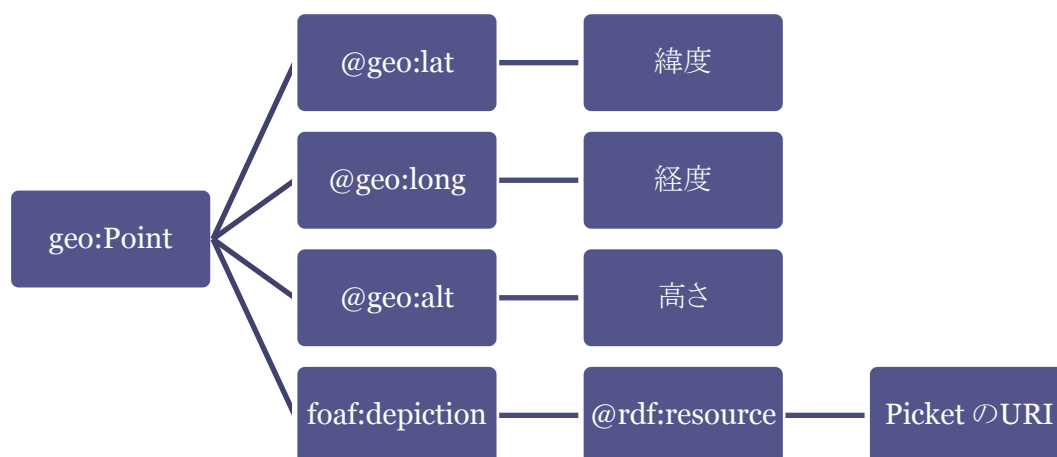 @geo:lat
緯度
@geo:long
経度
geo:Point
@geo:alt
高さ
foaf:depiction
@rdf:resource
Picket のURI